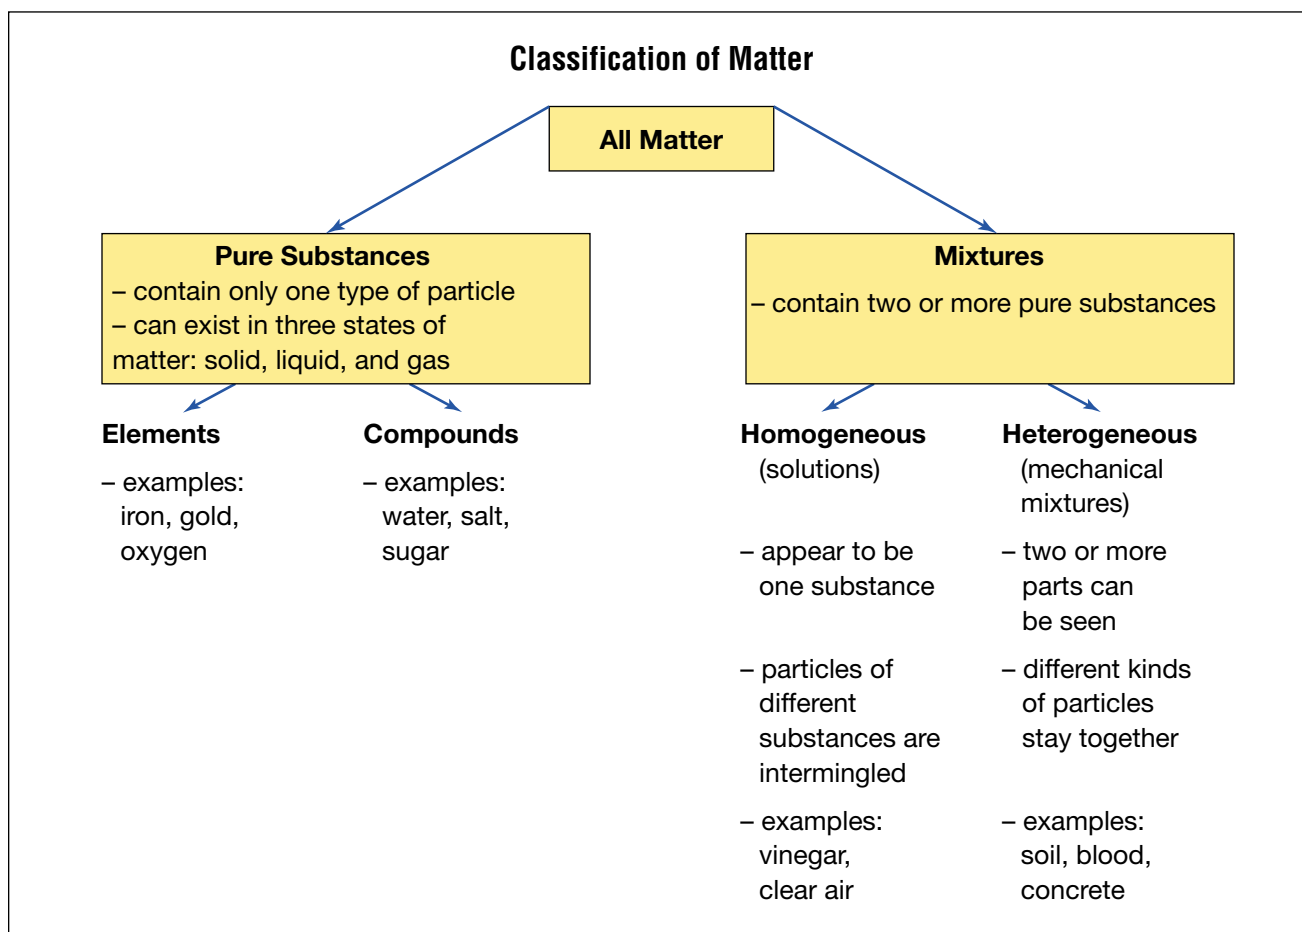 Classification of Matter
All Matter
Pure Substances
– contain only one type of particle
– can exist in three states of
matter: solid, liquid, and gas
Mixtures
– contain two or more pure substances
Elements
– examples:
iron, gold,
oxygen
Compounds
– examples:
water, salt,
sugar
Homogeneous
(solutions)
– appear to be
one substance
– particles of
different
substances are
intermingled
– examples:
vinegar,
clear air
Heterogeneous
(mechanical
mixtures)
– two or more
parts can
be seen
– different kinds
of particles
stay together
– examples:
soil, blood,
concrete